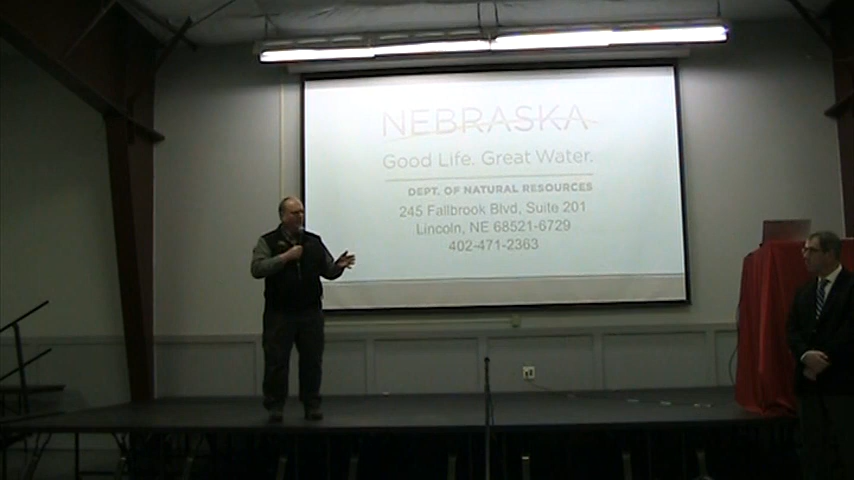 NEBRASKA
Good Life. Great Water.
DEPT. OF NATURAL RESOURCES
245 Fallbrook Blvd, Suite 201
Lincoln, NE 68521-6729
402-471-2363